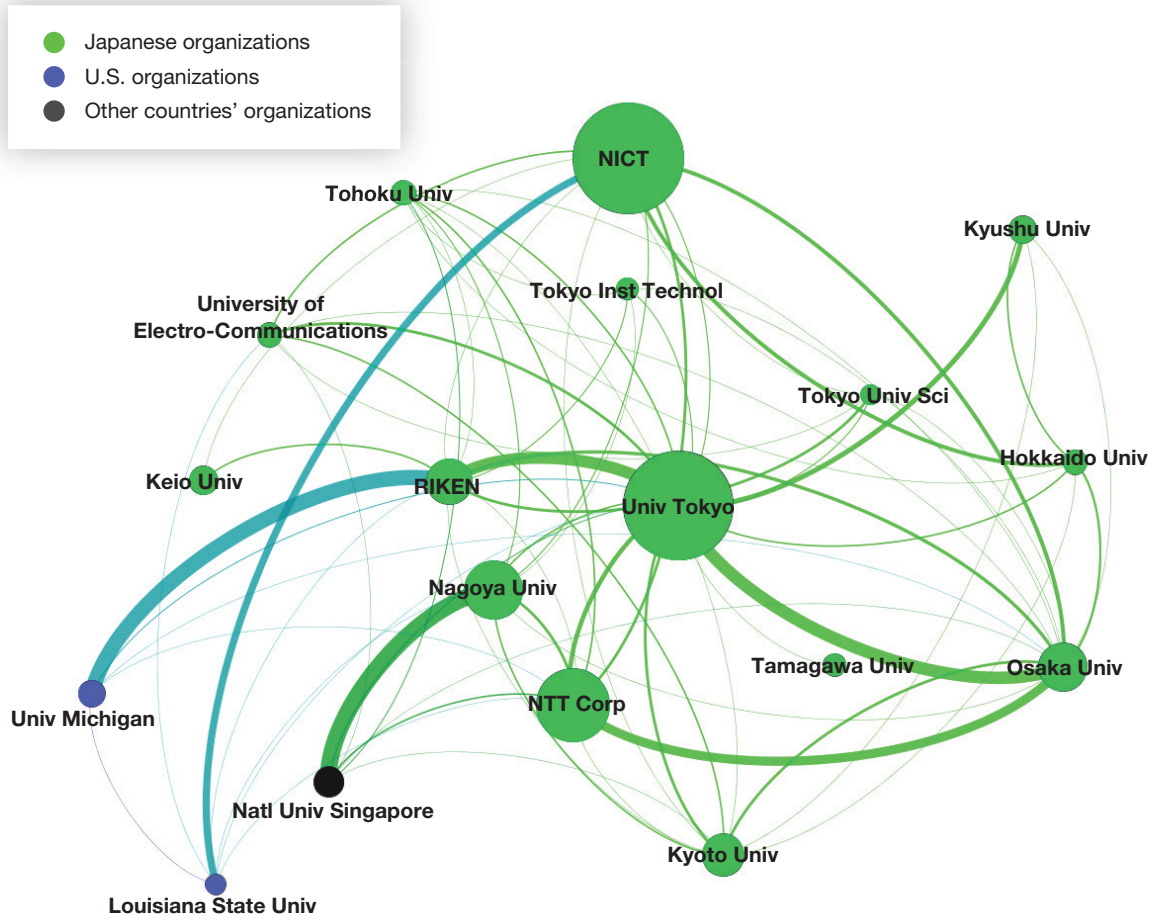 Japanese organizations
U.S. organizations
Other countries' organizations
NICT
Tohoku Univ
Kyushu Univ
Tokyo Inst Technol
University of
Electro-Communications
Tokyo Univ Sci
Hokkaido Univ
Keio Univ
RIKEN
Univ Tokyo
Nagoya Univ
Tamagawa Univ
Osaka Univ
NTT Corp
Univ Michigan
Natl Univ Singapore
Kyoto Univ
Louisiana State Univ